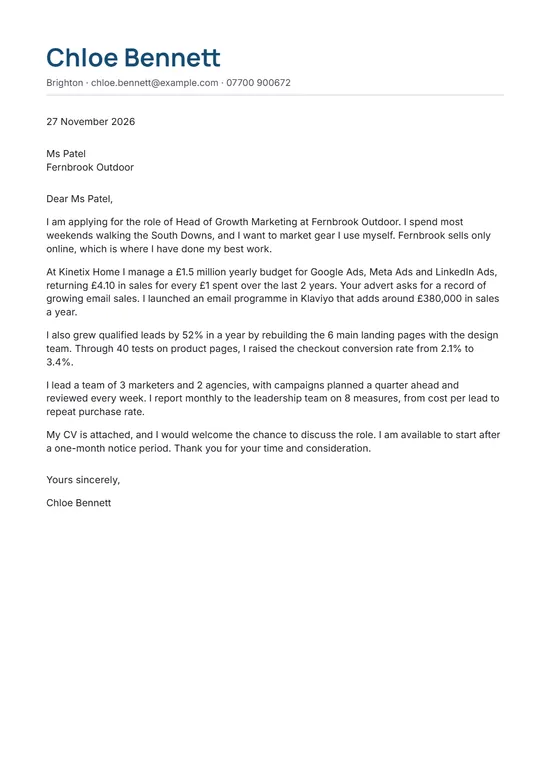 Chloe Bennett
Brighton · chloe.bennett@example.com · 07700 900672
27 November 2026
Ms Patel
Fernbrook Outdoor
Dear Ms Patel,
I am applying for the role of Head of Growth Marketing at Fernbrook Outdoor. I spend most
weekends walking the South Downs, and I want to market gear I use myself. Fernbrook sells only
online, which is where I have done my best work.
At Kinetix Home I manage a £1.5 million yearly budget for Google Ads, Meta Ads and LinkedIn Ads,
returning £4.10 in sales for every £1 spent over the last 2 years. Your advert asks for a record of
growing email sales. I launched an email programme in Klaviyo that adds around £380,000 in sales
a year.
I also grew qualified leads by 52% in a year by rebuilding the 6 main landing pages with the design
team. Through 40 tests on product pages, I raised the checkout conversion rate from 2.1% to
3.4%.
I lead a team of 3 marketers and 2 agencies, with campaigns planned a quarter ahead and
reviewed every week. I report monthly to the leadership team on 8 measures, from cost per lead to
repeat purchase rate.
My CV is attached, and I would welcome the chance to discuss the role. I am available to start after
a one-month notice period. Thank you for your time and consideration.
Yours sincerely,
Chloe Bennett